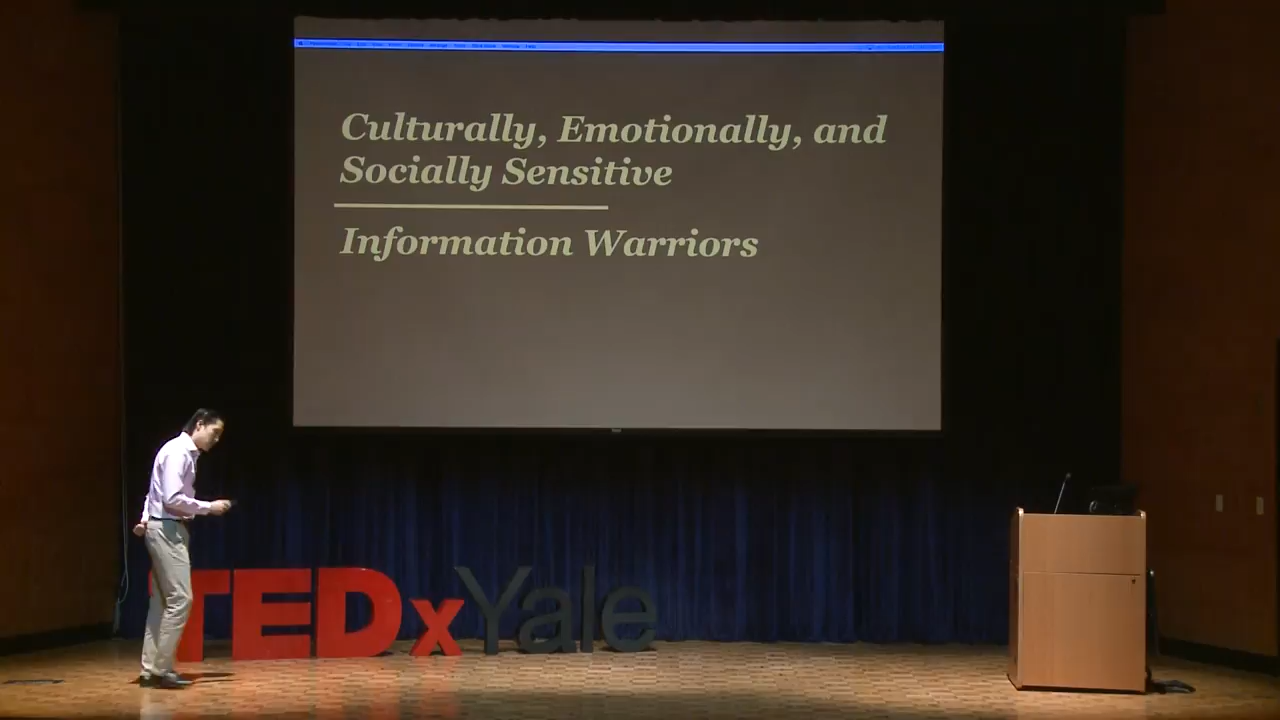 Culturally, Emotionally, and
Socially Sensitive
Information Warriors
TEDxYale